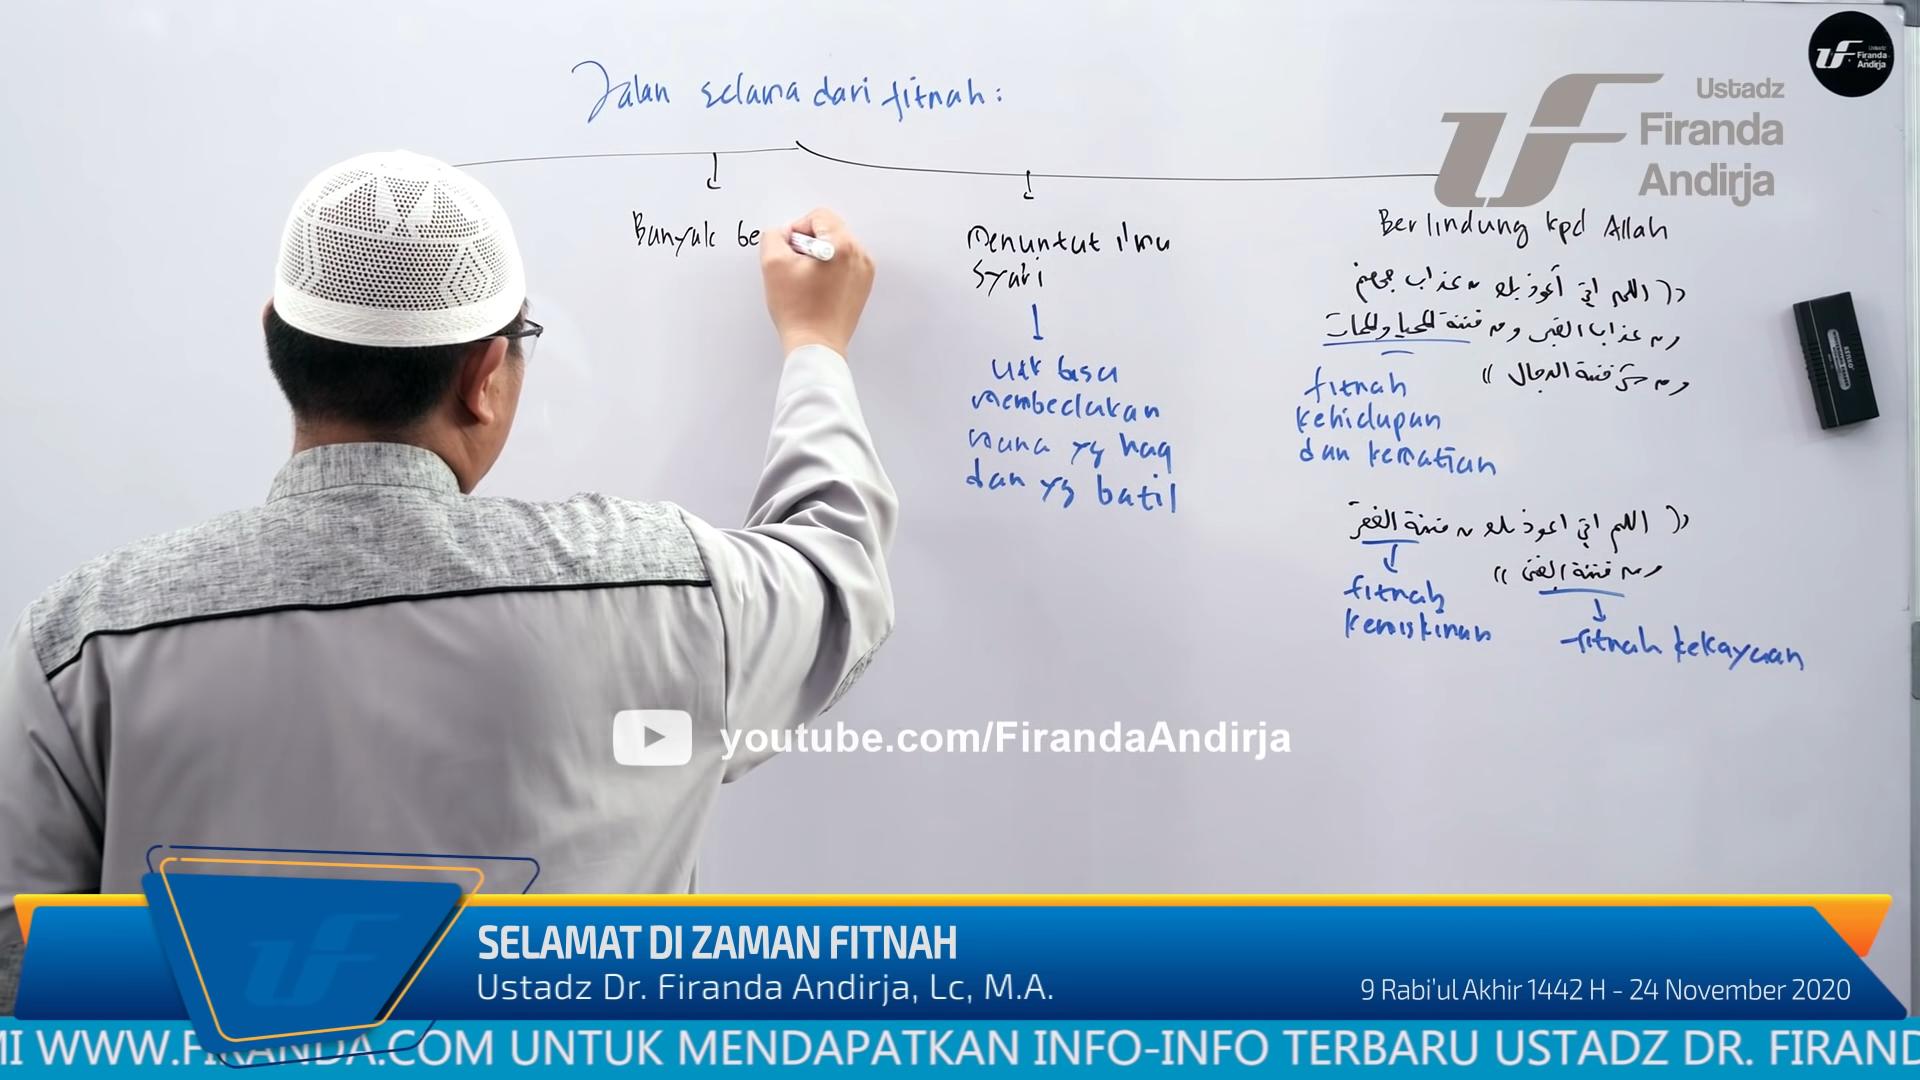 Jalan selama dari fitnah:
Banyak be
Menuntut ilmu
Syar'i
Utk bisa
membedakan
mana yg haq
dan yg batil
Berlindung kpd Allah
(( اللهم اني أعوذ بك من عذاب جهنم
ومن عذاب القبر ومن فتنة المحيا والممات
ومن شر فتنة الدجال ))
fitnah
kehidupan
dan kematian
(( اللهم اني اعوذ بك من فتنة الفقر
ومن فتنة الغنى ))
fitnah
kemiskinan
fitnah kekayaan
Ustadz
Firanda
Andirja
Ustadz
Firanda
Andirja
youtube.com/FirandaAndirja
SELAMAT DI ZAMAN FITNAH
Ustadz Dr. Firanda Andirja, Lc, M.A.
9 Rabi'ul Akhir 1442 H - 24 November 2020
MI WWW.FIRANDA.COM UNTUK MENDAPATKAN INFO-INFO TERBARU USTADZ DR. FIRAND